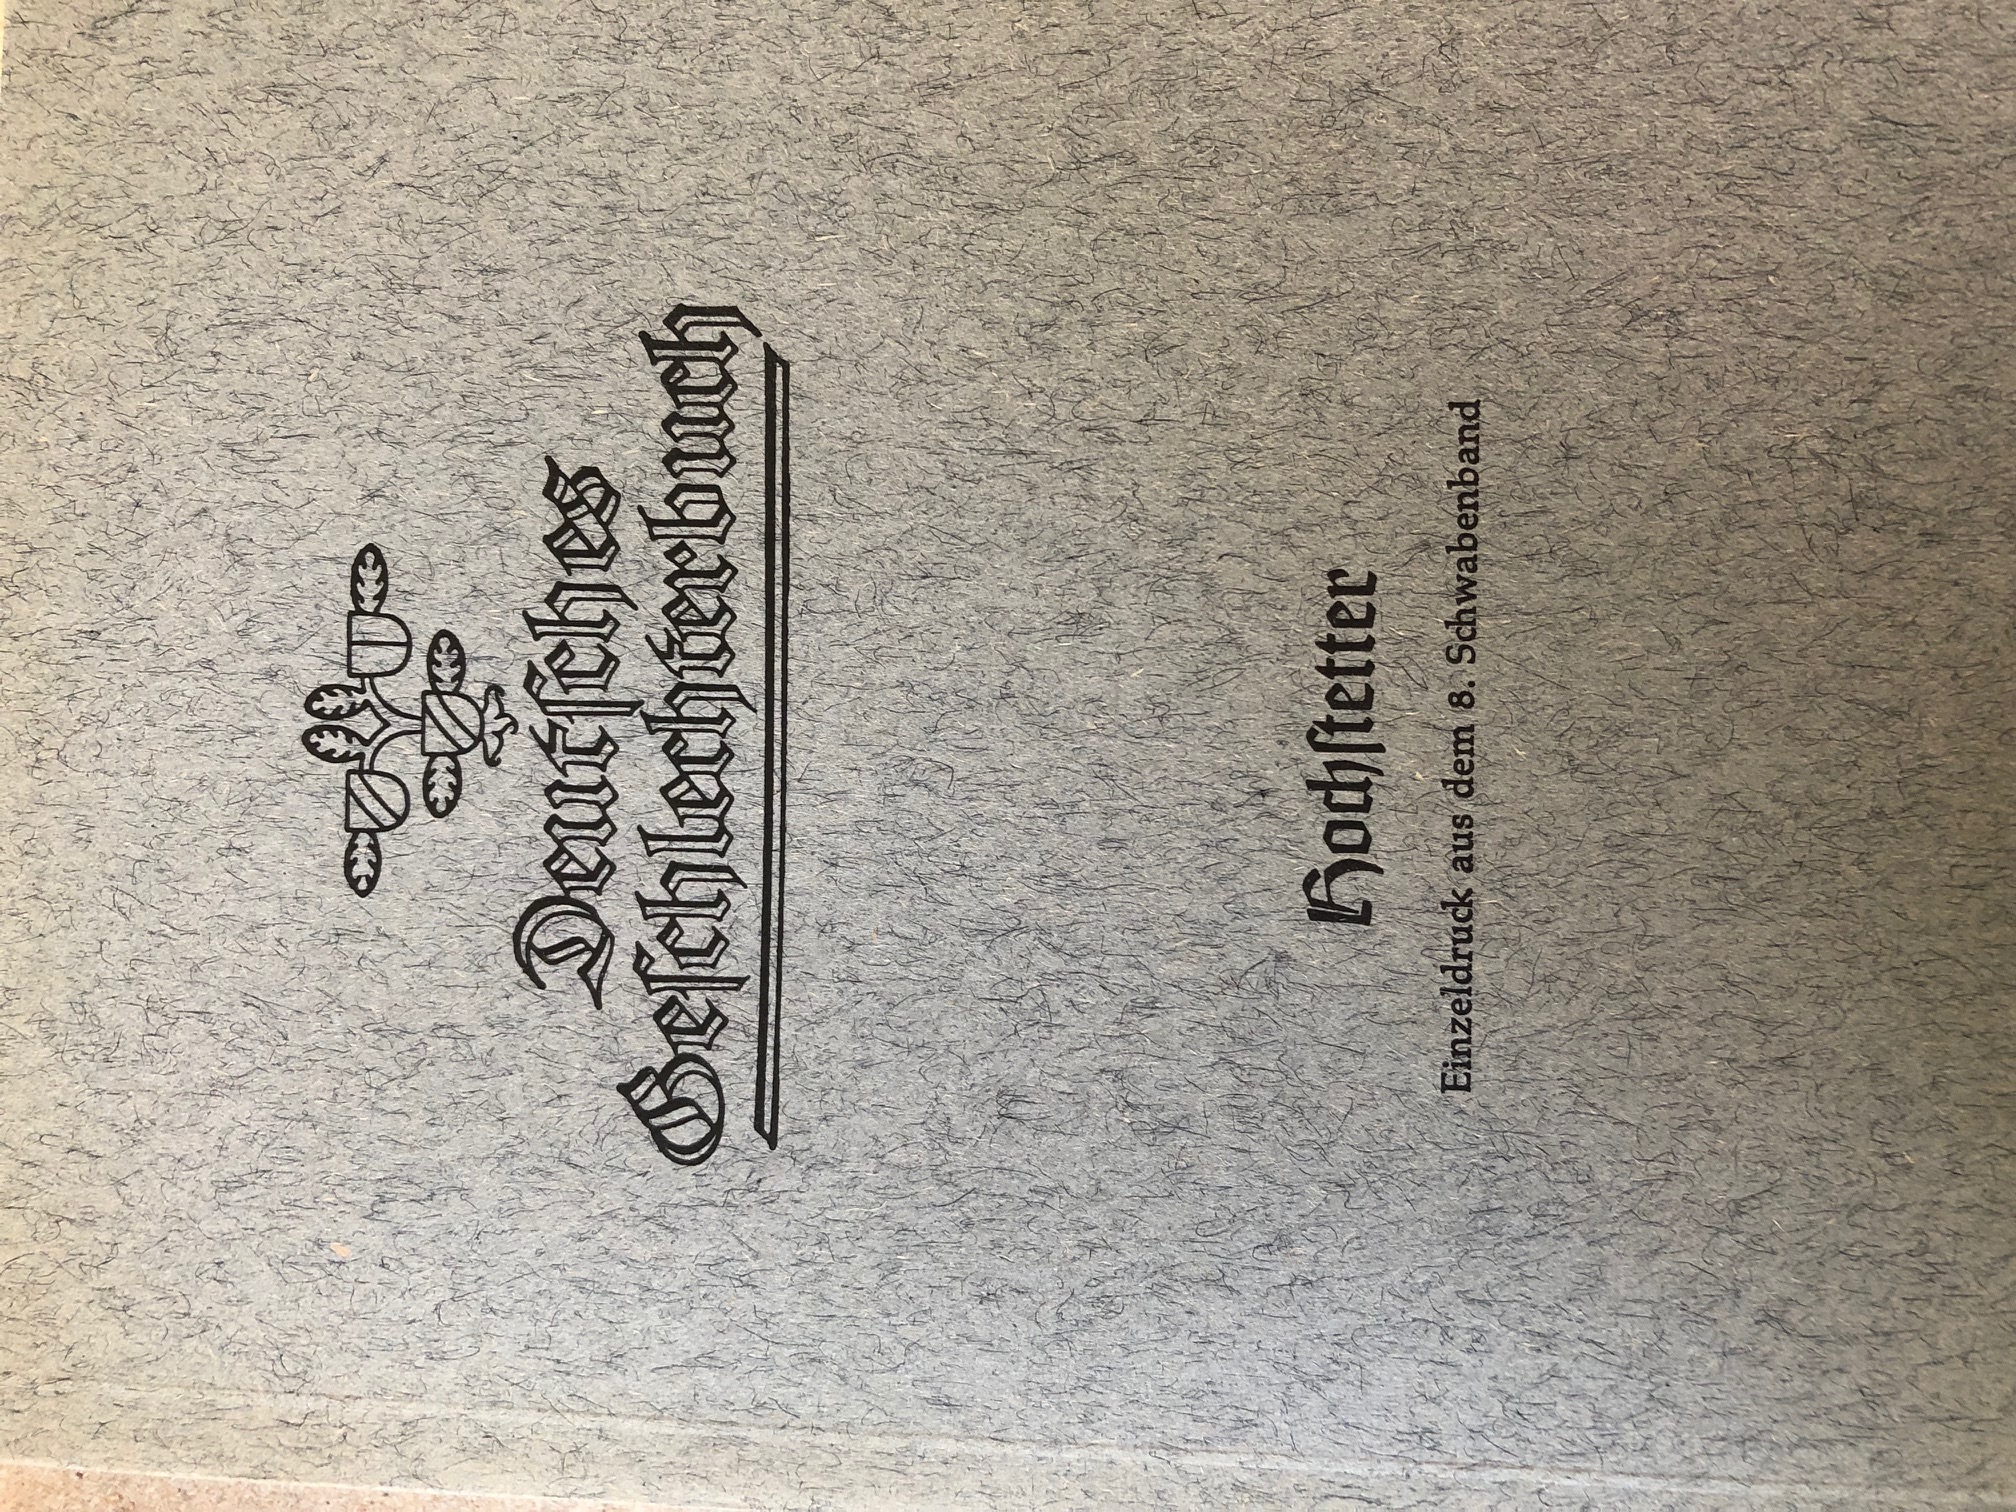 Deutſches
Geſchlechterbuch
Hochſtetter
Einzeldruck aus dem 8. Schwabenband